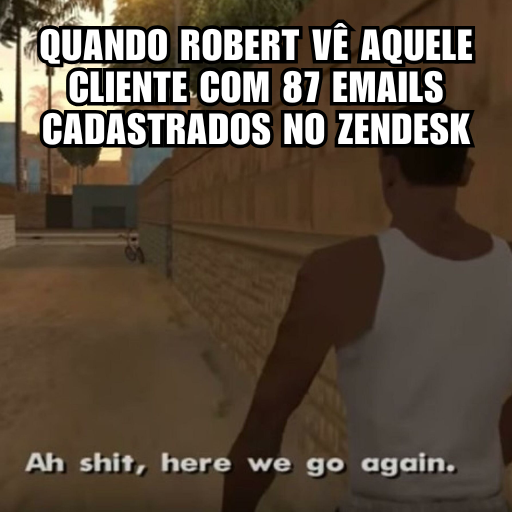 QUANDO ROBERT VÊ AQUELE
CLIENTE COM 87 EMAILS
CADASTRADOS NO ZENDESK
Ah shit, here we go again.